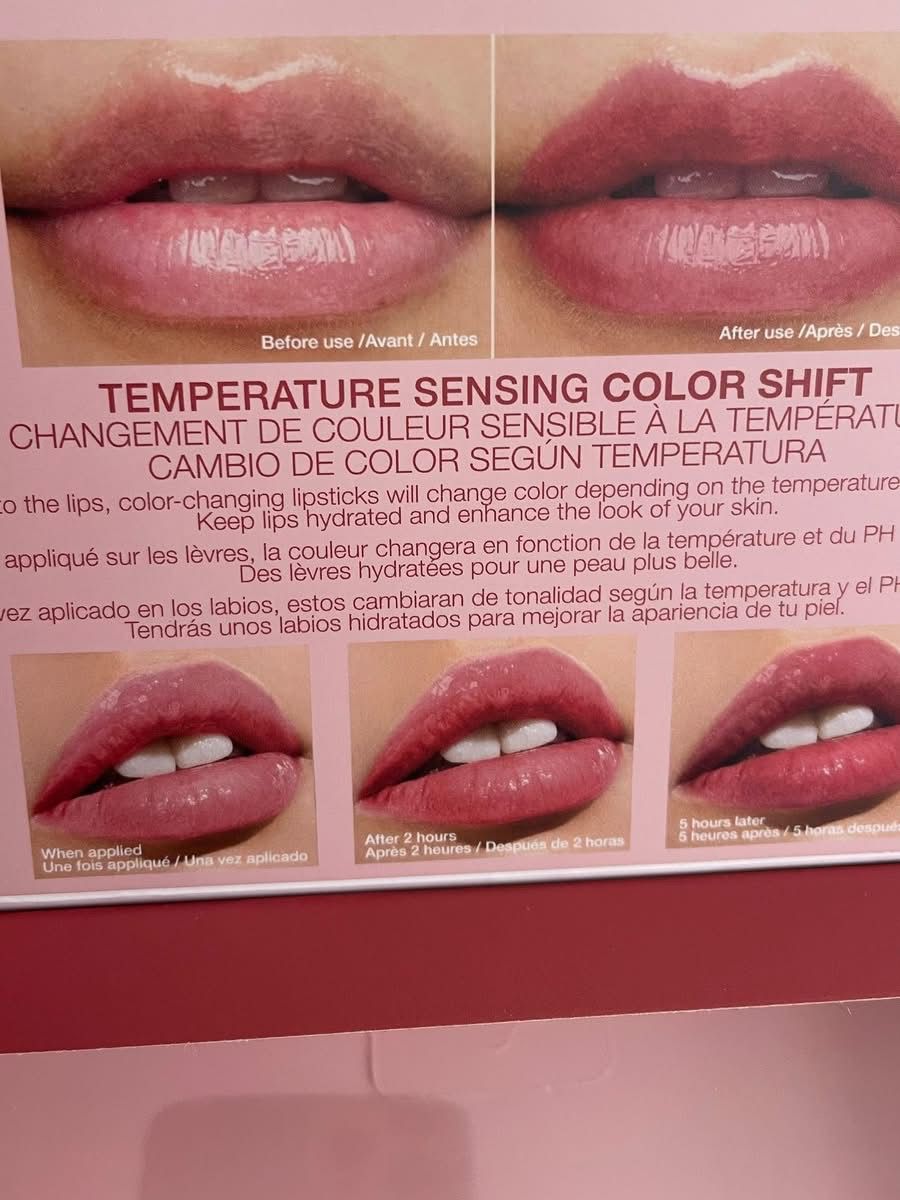 Before use /Avant / Antes
After use /Après / Des
TEMPERATURE SENSING COLOR SHIFT
CHANGEMENT DE COULEUR SENSIBLE À LA TEMPÉRATU
CAMBIO DE COLOR SEGÚN TEMPERATURA
to the lips, color-changing lipsticks will change color depending on the temperature
Keep lips hydrated and enhance the look of your skin.
appliqué sur les lèvres, la couleur changera en fonction de la température et du PH
Des lèvres hydratées pour une peau plus belle.
vez aplicado en los labios, estos cambiaran de tonalidad según la temperatura y el PH
Tendrás unos labios hidratados para mejorar la apariencia de tu piel.
When applied
Une fois appliqué / Una vez aplicado
After 2 hours
Après 2 heures / Después de 2 horas
5 hours later
5 heures après / 5 horas despué